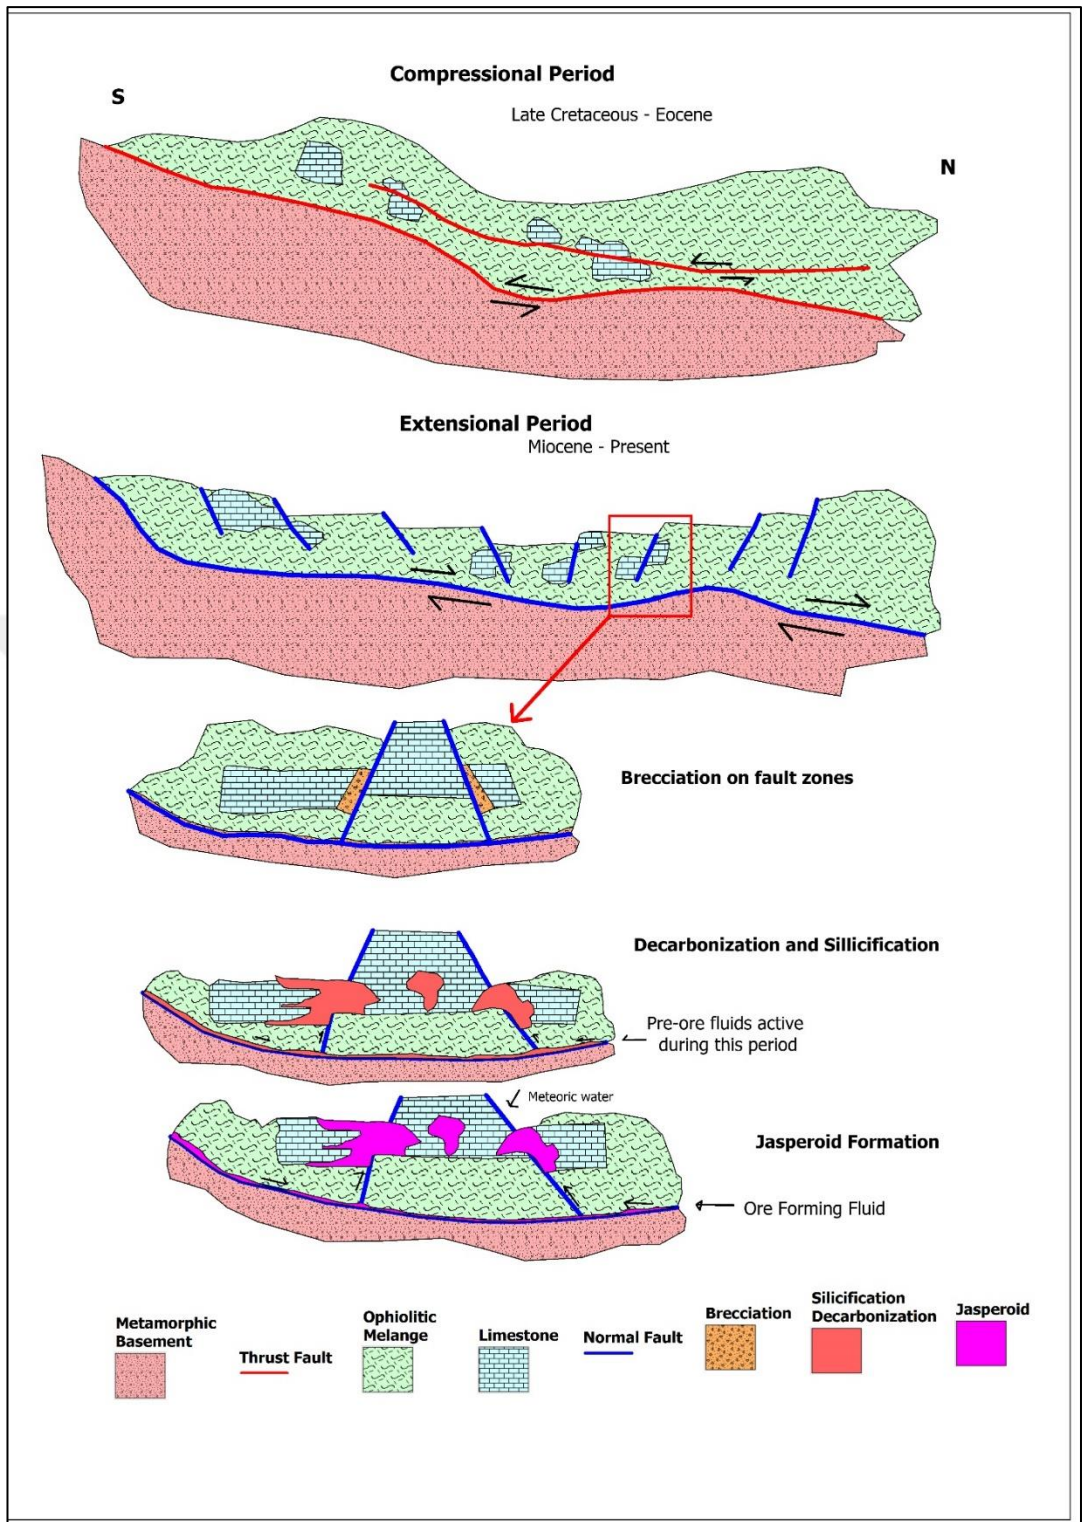 Compressional Period
S
Late Cretaceous - Eocene
N
Extensional Period
Miocene - Present
Brecciation on fault zones
Decarbonization and Sillicification
Pre-ore fluids active
during this period
Meteoric water
Jasperoid Formation
Ore Forming Fluid
Metamorphic
Basement
Thrust Fault
Ophiolitic
Melange
Limestone
Normal Fault
Brecciation
Silicification
Decarbonization
Jasperoid